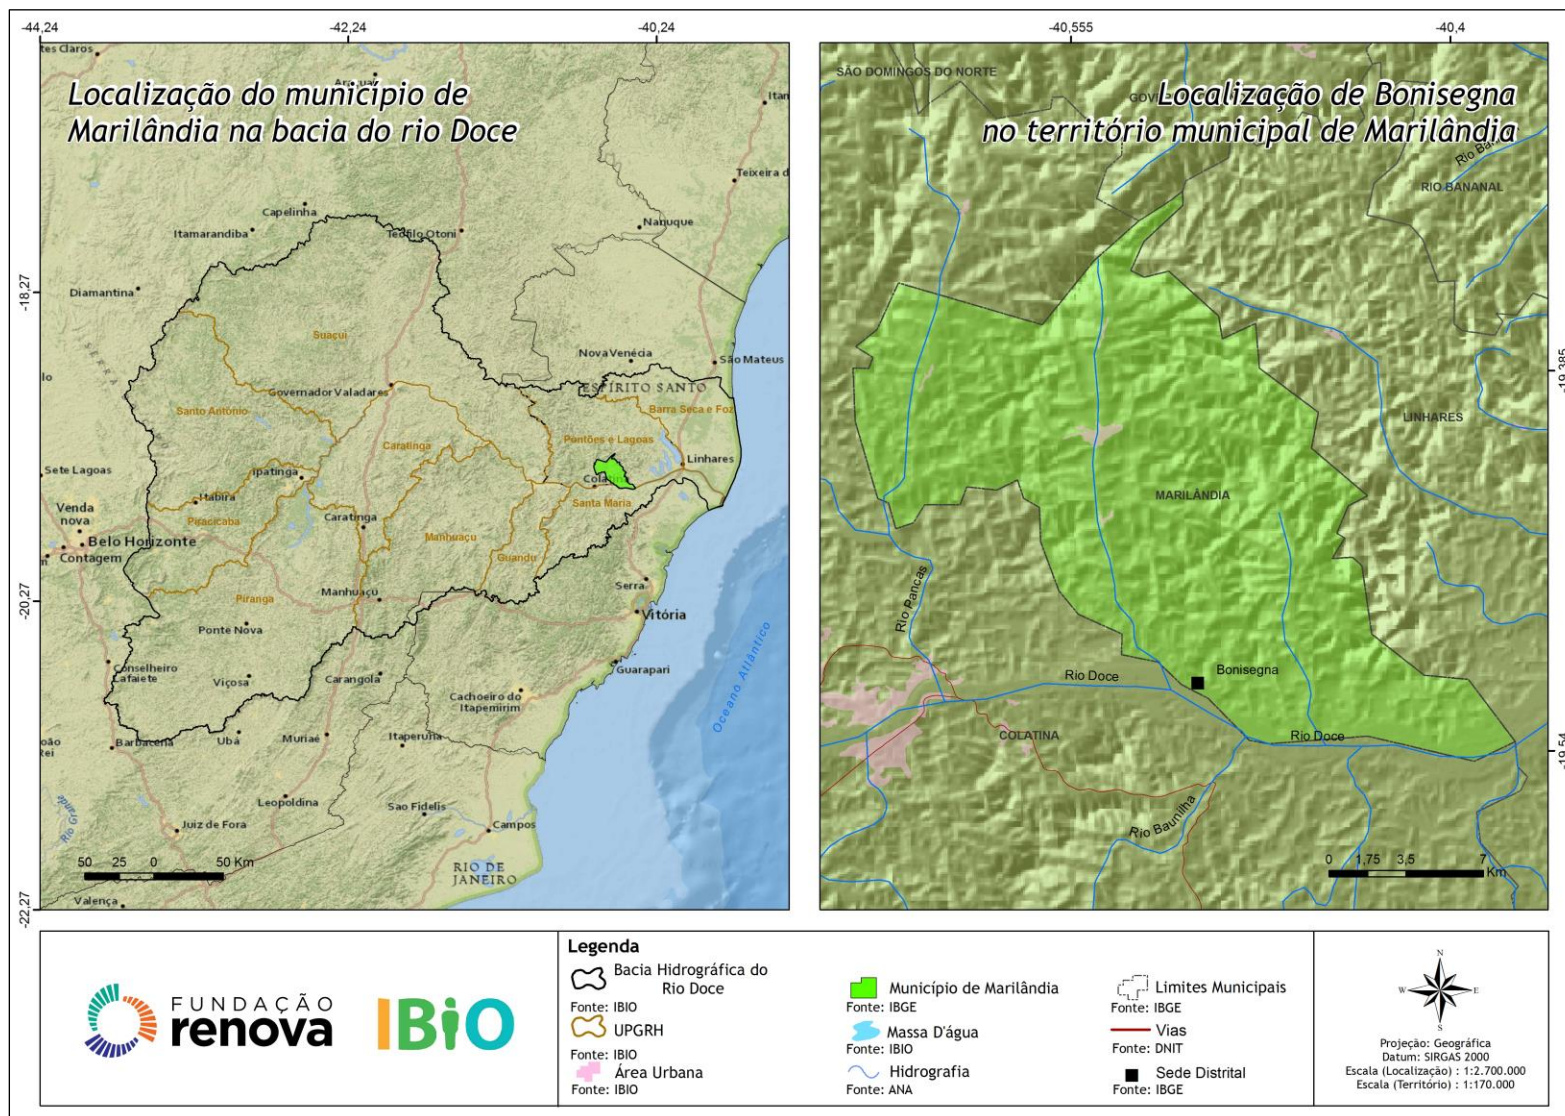 -44,24
-42,24
-40,24
-40,555
-40,4
Localização do município de
Marilândia na bacia do rio Doce
Localização de Bonisegna
no território municipal de Marilândia
-18,27
-20,27
-22,27
-19,385
-19,54
tes Claros
Itan
Teixeira d
Capelinha
Itamarandiba
Teófilo Otoni
Nanuque
Diamantina
SERRA
Suaçuí
Nova Venécia
São Mateus
Governador Valadares
ESPÍRITO SANTO
Santo Antônio
Barra Seca e Foz
Caratinga
Pontões e Lagoas
Sete Lagoas
Ipatinga
Linhares
Itabira
Santa Maria
Venda
nova
Piracicaba
Caratinga
Belo Horizonte
Contagem
Manhuaçu
Guandu
Manhuaçu
Serra
Piranga
Vitória
Ponte Nova
Conselheiro
Lafaiete
Viçosa
Carangola
Guarapari
Cachoeiro do
Itapemirim
Oceano Atlântico
Barbacena
Ubá
Muriaé
Itaperuna
Leopoldina
Sao Fidelis
Rio Grande
Juiz de Fora
Campos
RIO DE
JANEIRO
Valença
50 25 0 50 Km
SÃO DOMINGOS DO NORTE
RIO BANANAL
LINHARES
MARILÂNDIA
Rio Pancas
Bonisegna
Rio Doce
Rio Doce
COLATINA
Rio Baunilha
0 1,75 3,5 7
Km
FUNDAÇÃO
renova
IBiO
Legenda
Bacia Hidrográfica do
Rio Doce
Fonte: IBIO
UPGRH
Fonte: IBIO
Área Urbana
Fonte: IBIO
Município de Marilândia
Fonte: IBGE
Massa D'água
Fonte: IBIO
Hidrografia
Fonte: ANA
Limites Municipais
Fonte: IBGE
Vias
Fonte: DNIT
Sede Distrital
Fonte: IBGE
N
W E
S
Projeção: Geográfica
Datum: SIRGAS 2000
Escala (Localização) : 1:2.700.000
Escala (Território) : 1:170.000